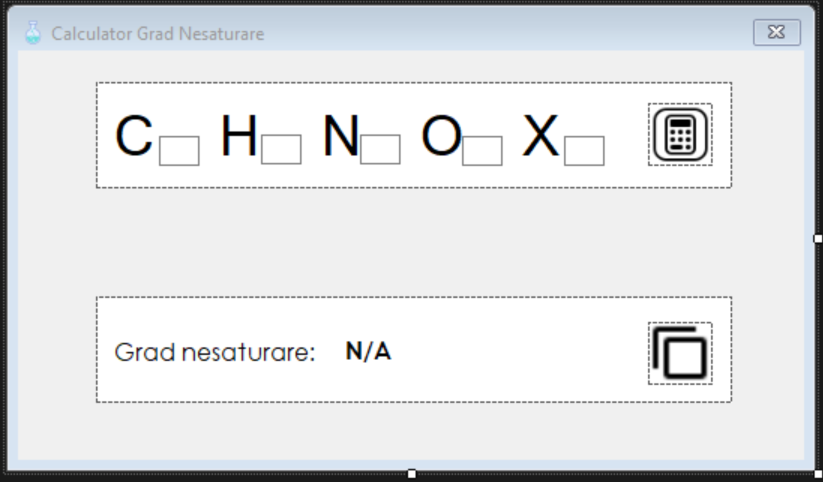 Calculator Grad Nesaturare
C H N O X
Grad nesaturare: N/A